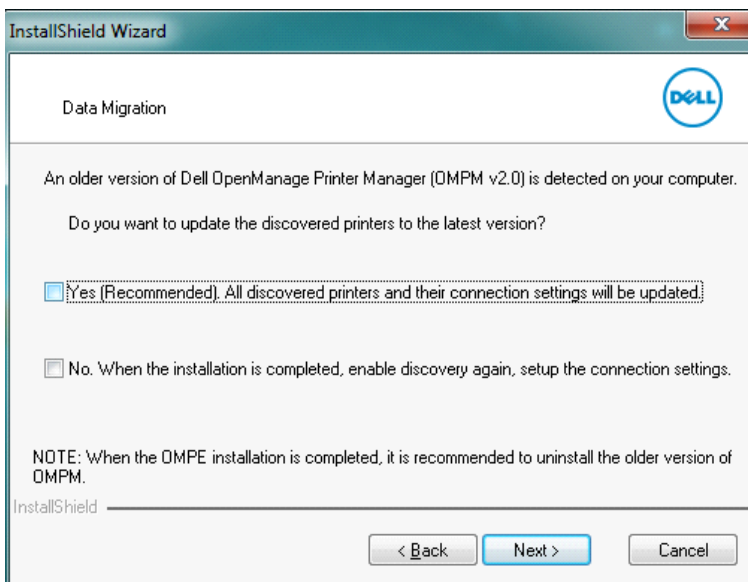 InstallShield Wizard
X
Data Migration
DELL
An older version of Dell OpenManage Printer Manager (OMPM v2.0) is detected on your computer.
Do you want to update the discovered printers to the latest version?
Yes (Recommended). All discovered printers and their connection settings will be updated.
No. When the installation is completed, enable discovery again, setup the connection settings.
NOTE: When the OMPE installation is completed, it is recommended to uninstall the older version of
OMPM.
InstallShield
< Back
Next >
Cancel